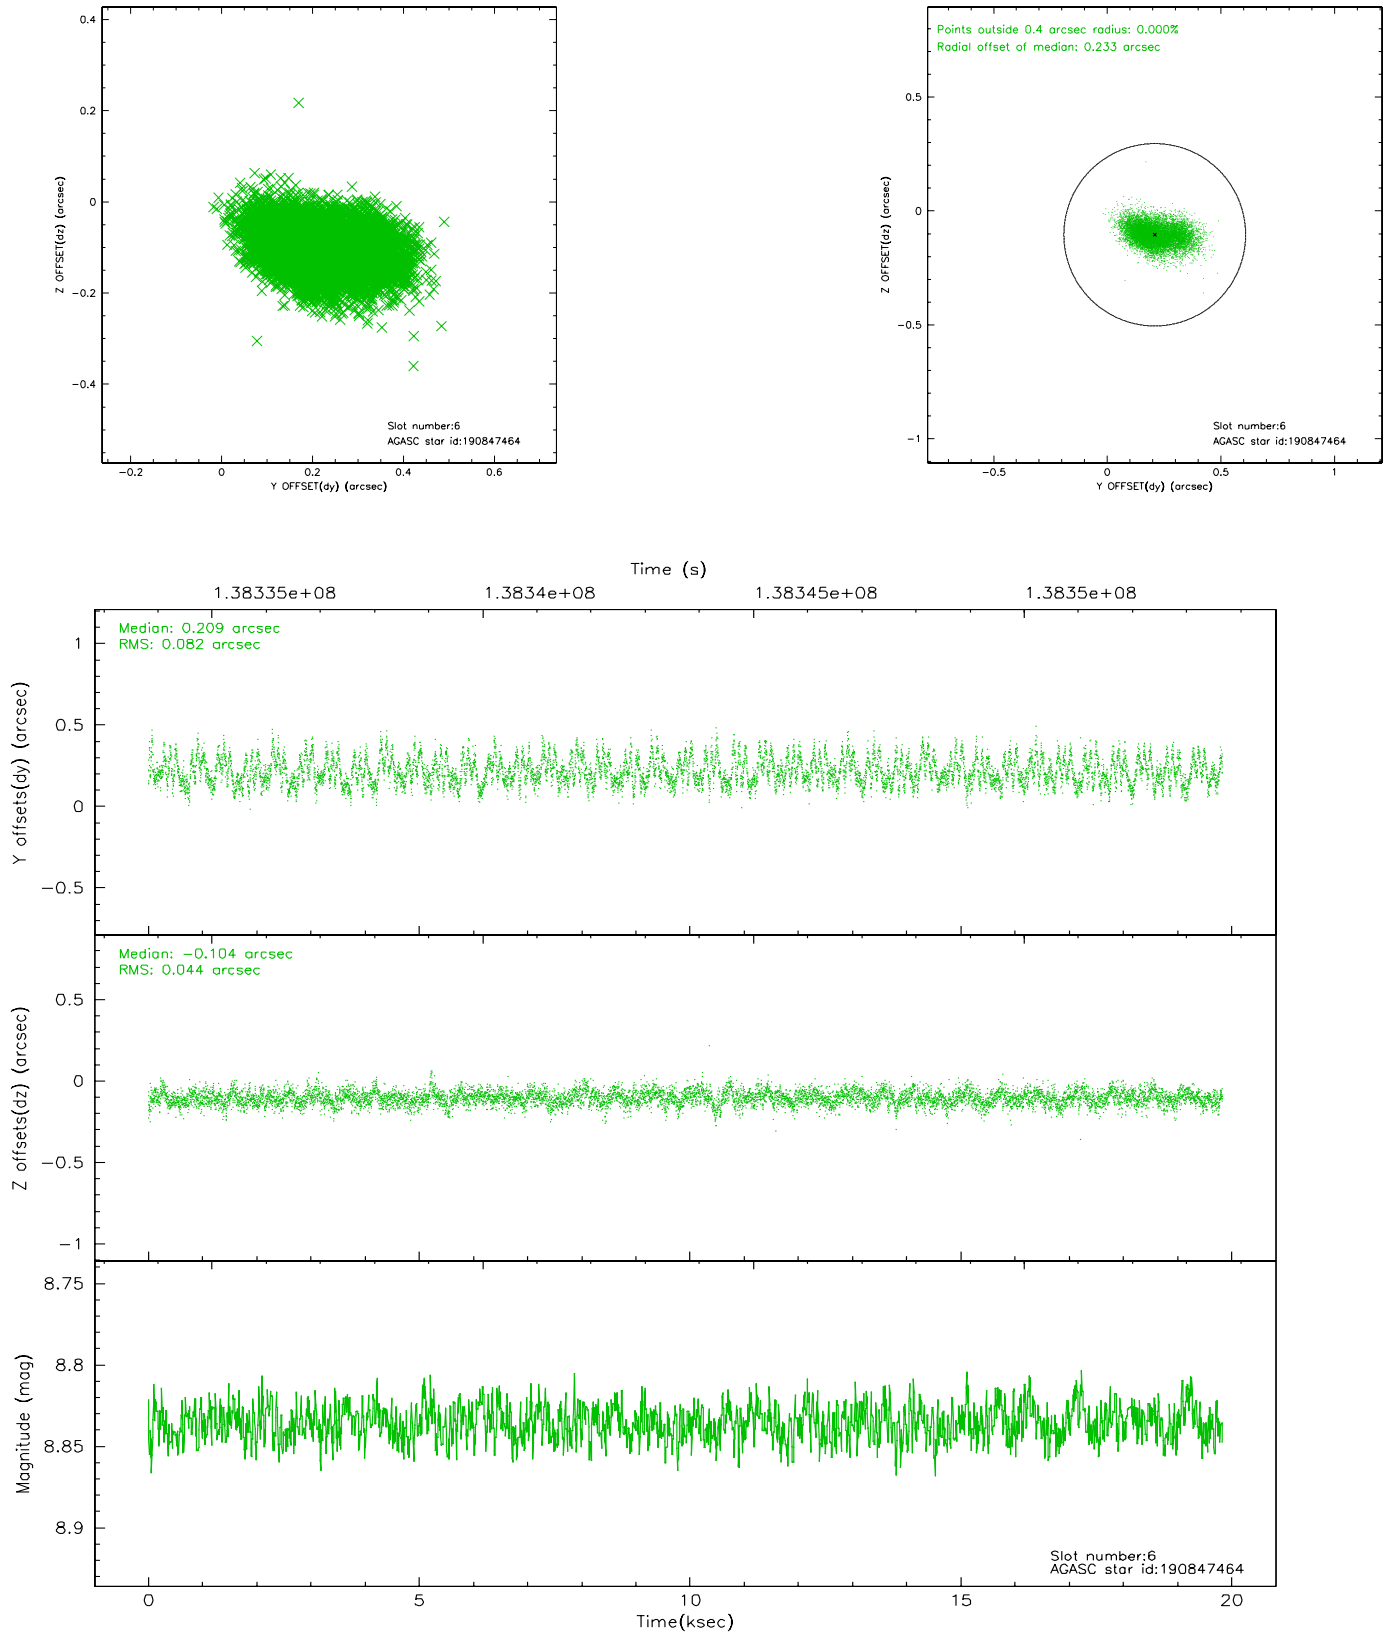 0.4
0.2
0
−0.2
−0.4
Z OFFSET(dz) (arcsec)
Slot number:6
AGASC star id:190847464
−0.2 0 0.2 0.4 0.6
Y OFFSET(dy) (arcsec)
Points outside 0.4 arcsec radius: 0.000%
Radial offset of median: 0.233 arcsec
0.5
0
−0.5
−1
Z OFFSET(dz) (arcsec)
Slot number:6
AGASC star id:190847464
−0.5 0 0.5 1
Y OFFSET(dy) (arcsec)
Time (s)
1.38335e+08 1.3834e+08 1.38345e+08 1.3835e+08
Median: 0.209 arcsec
RMS: 0.082 arcsec
1
0.5
0
−0.5
Y offsets(dy) (arcsec)
Median: −0.104 arcsec
RMS: 0.044 arcsec
0.5
0
−0.5
−1
Z offsets(dz) (arcsec)
8.75
8.8
8.85
8.9
Magnitude (mag)
Slot number:6
AGASC star id:190847464
0 5 10 15 20
Time(ksec)